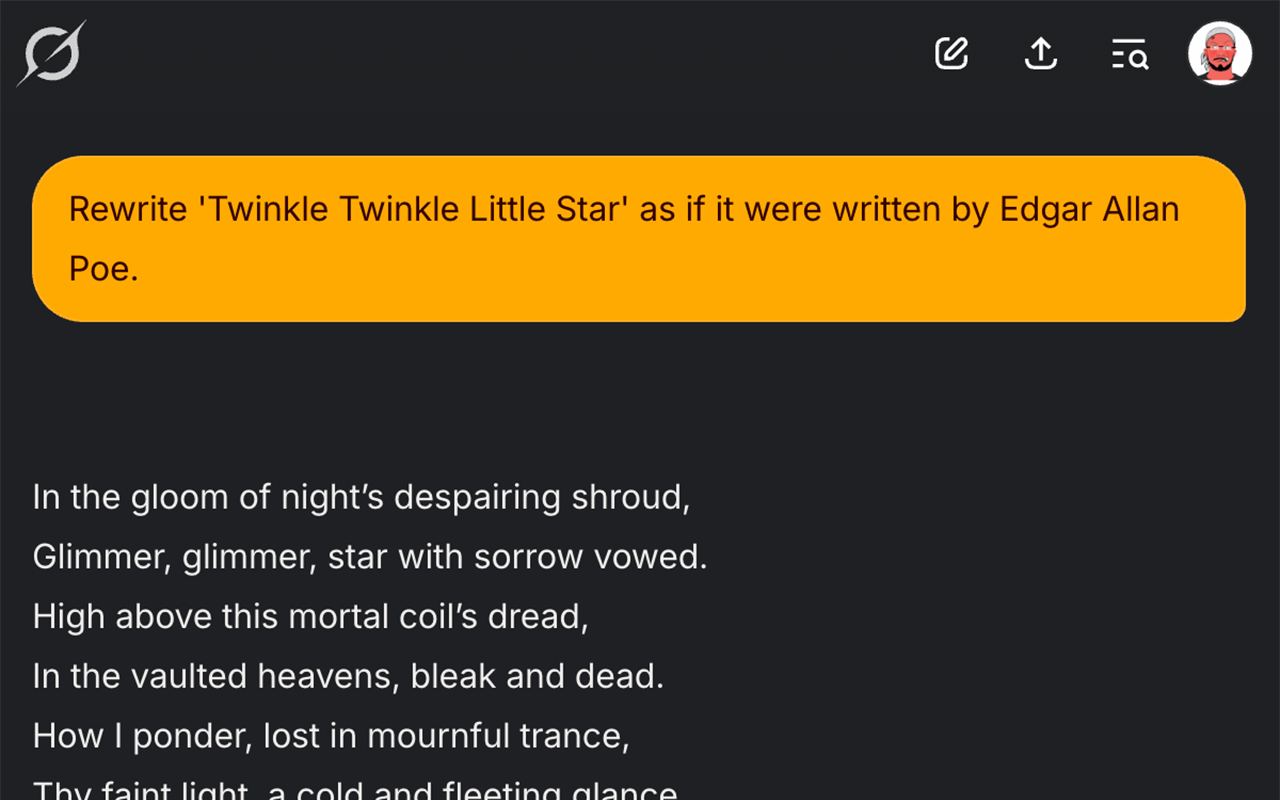 Rewrite 'Twinkle Twinkle Little Star' as if it were written by Edgar Allan
Poe.
In the gloom of night’s despairing shroud,
Glimmer, glimmer, star with sorrow vowed.
High above this mortal coil’s dread,
In the vaulted heavens, bleak and dead.
How I ponder, lost in mournful trance,
Thy faint light, a cold and fleeting glance